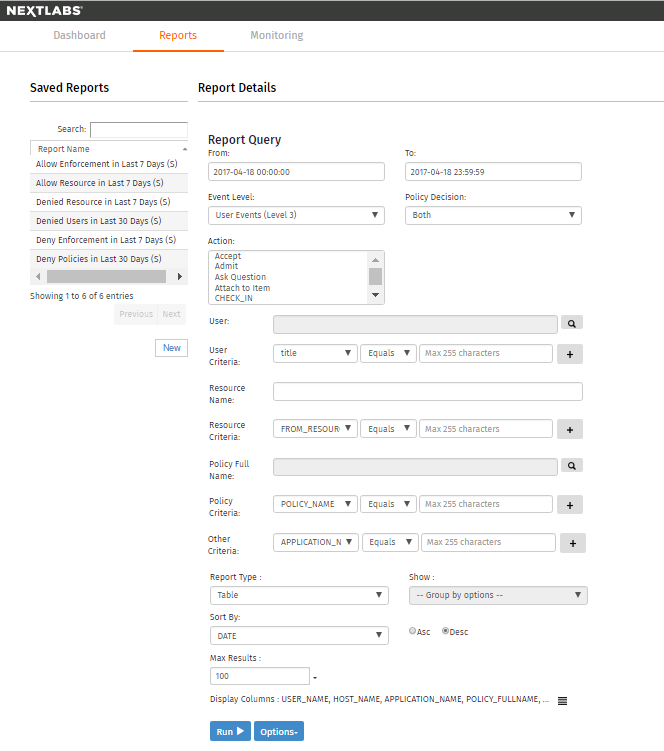 NEXTLABS®
Dashboard Reports Monitoring
Saved Reports
Search:
Report Name
Allow Enforcement in Last 7 Days (S)
Allow Resource in Last 7 Days (S)
Denied Resource in Last 7 Days (S)
Denied Users in Last 30 Days (S)
Deny Enforcement in Last 7 Days (S)
Deny Policies in Last 30 Days (S)
Showing 1 to 6 of 6 entries
Previous Next
New
Report Details
Report Query
From: To:
2017-04-18 00:00:00 2017-04-18 23:59:59
Event Level: Policy Decision:
User Events (Level 3) Both
Action:
Accept
Admit
Ask Question
Attach to Item
CHECK_IN
User:
User
Criteria:
title Equals Max 255 characters +
Resource
Name:
Resource
Criteria:
FROM_RESOUR Equals Max 255 characters +
Policy Full
Name:
Policy
Criteria:
POLICY_NAME Equals Max 255 characters +
Other
Criteria:
APPLICATION_N Equals Max 255 characters +
Report Type : Show :
Table -- Group by options --
Sort By:
DATE Asc Desc
Max Results :
100
Display Columns : USER_NAME, HOST_NAME, APPLICATION_NAME, POLICY_FULLNAME, ...
Run Options-